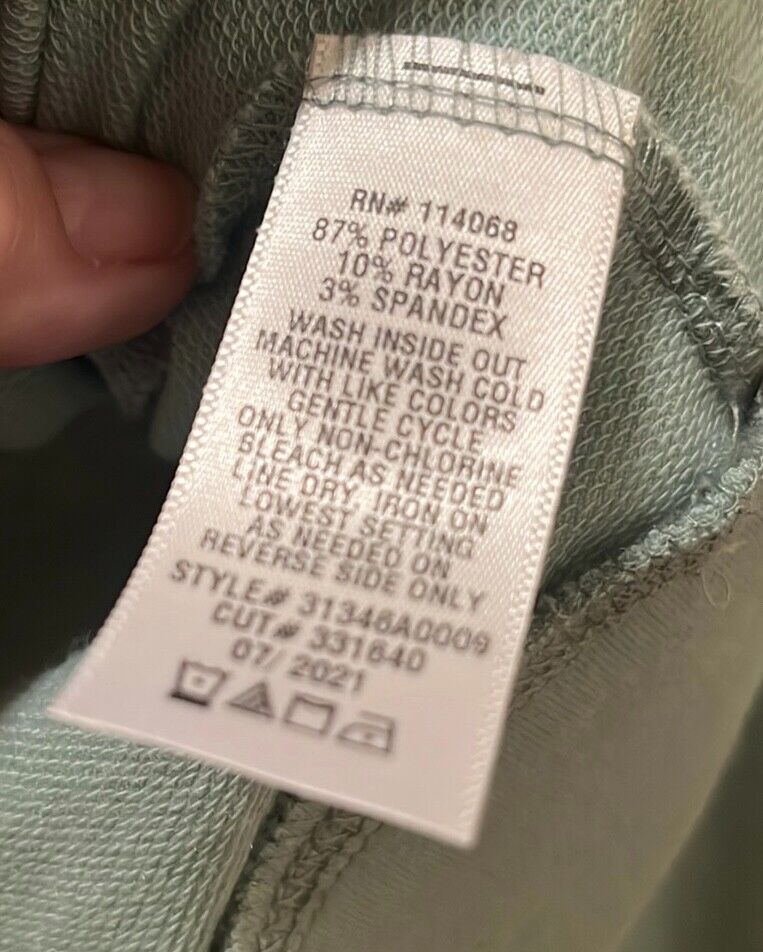 RN# 114068
87% POLYESTER
10% RAYON
3% SPANDEX
WASH INSIDE OUT
MACHINE WASH COLD
WITH LIKE COLORS
GENTLE CYCLE
ONLY NON-CHLORINE
BLEACH AS NEEDED
LINE DRY IRON ON
LOWEST SETTING
AS NEEDED ON
REVERSE SIDE ONLY
STYLE# 31346A0009
CUT# 331640
07/ 2021